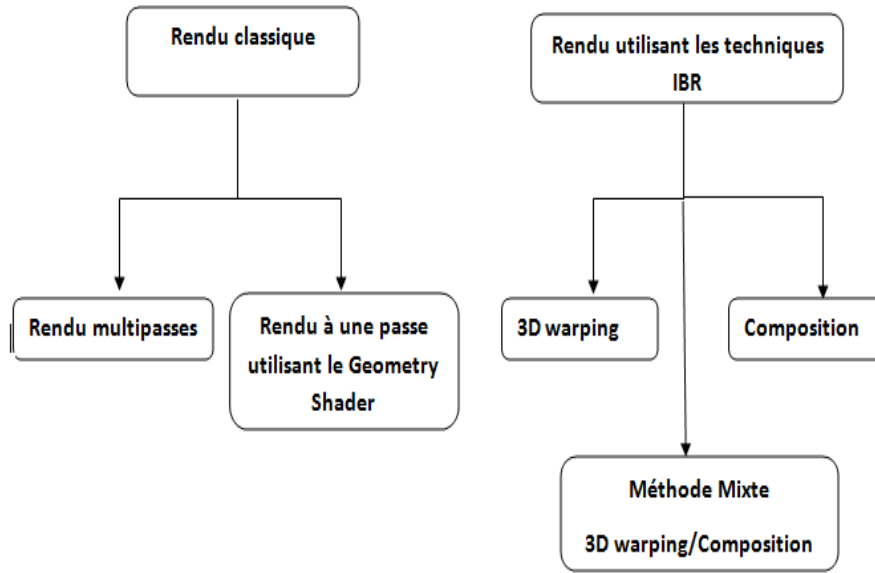 Rendu classique
Rendu utilisant les techniques
IBR
Rendu multipasses
Rendu à une passe
utilisant le Geometry
Shader
3D warping
Composition
Méthode Mixte
3D warping/Composition